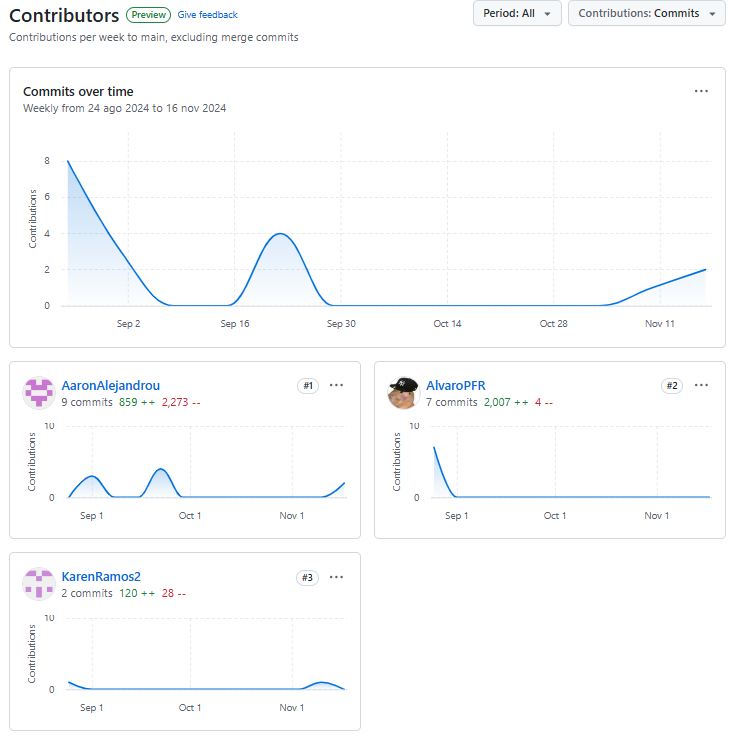 Contributors Preview Give feedback
Period: All
Contributions: Commits
Contributions per week to main, excluding merge commits
Commits over time
Weekly from 24 ago 2024 to 16 nov 2024
Contributions
8
6
4
2
0
Sep 2 Sep 16 Sep 30 Oct 14 Oct 28 Nov 11
AaronAlejandrou #1
9 commits 859 ++ 2,273 --
Contributions
10
0
Sep 1 Oct 1 Nov 1
AlvaroPFR #2
7 commits 2,007 ++ 4 --
Contributions
10
0
Sep 1 Oct 1 Nov 1
KarenRamos2 #3
2 commits 120 ++ 28 --
Contributions
10
0
Sep 1 Oct 1 Nov 1